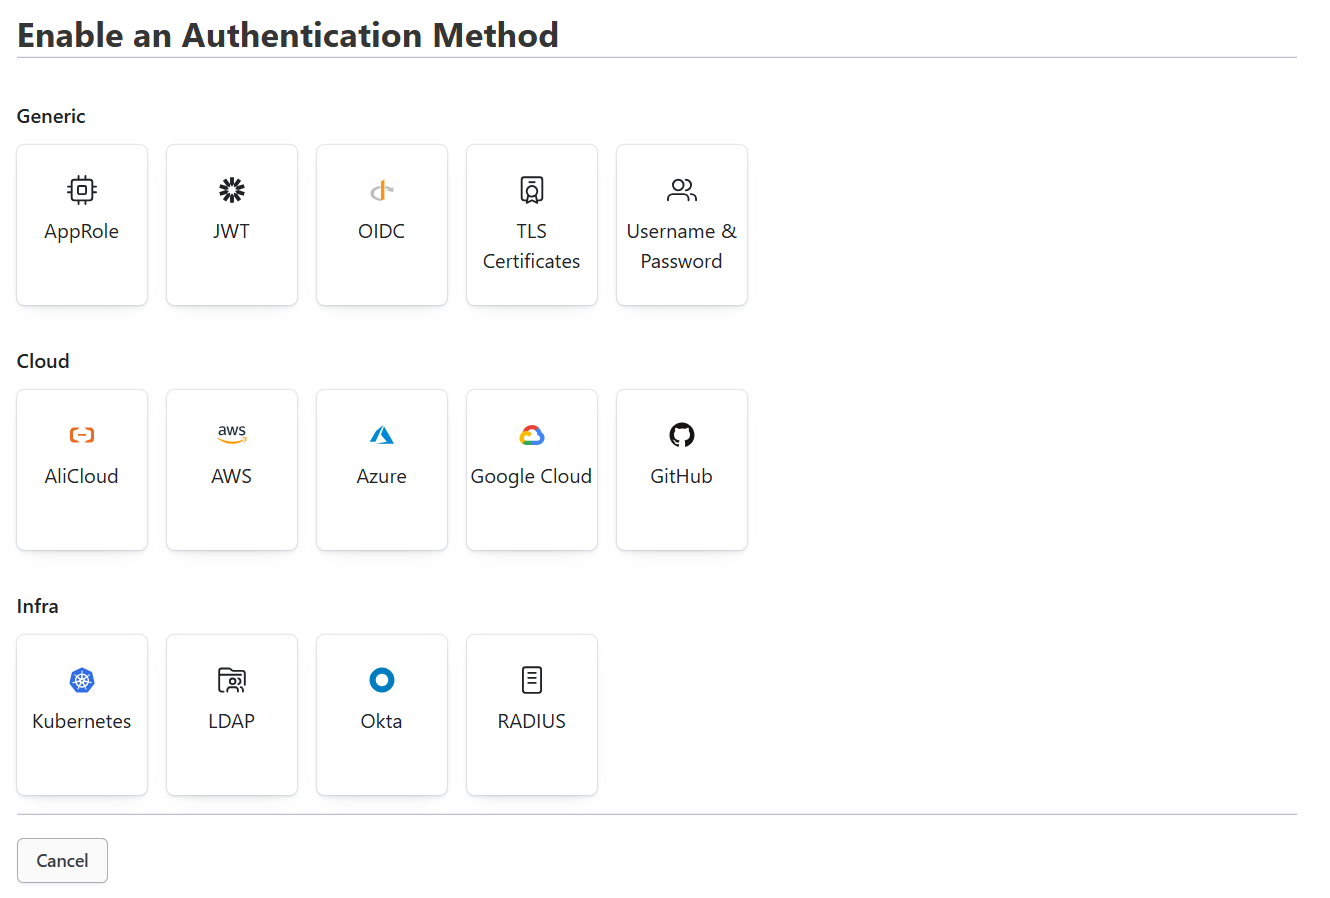 Enable an Authentication Method
Generic
AppRole
JWT
OIDC
TLS
Certificates
Username &
Password
Cloud
AliCloud
aws
AWS
Azure
Google Cloud
GitHub
Infra
Kubernetes
LDAP
Okta
RADIUS
Cancel